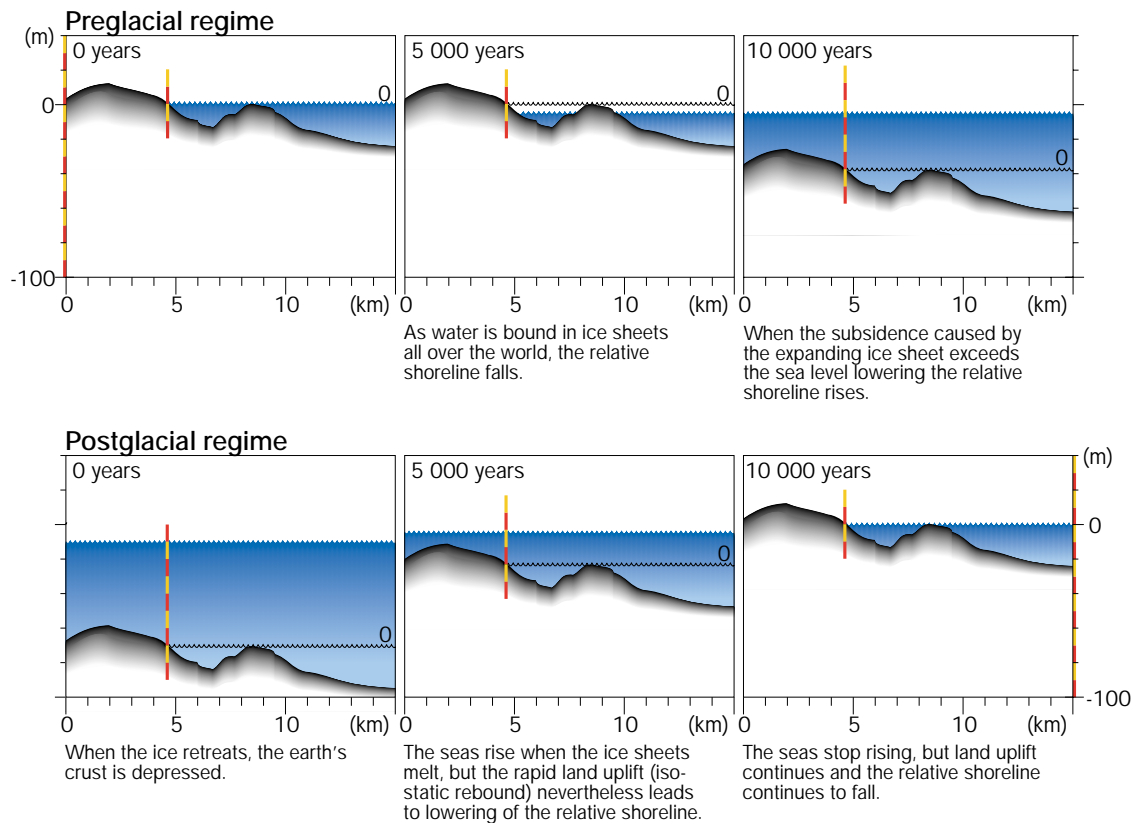 Preglacial regime
(m)
0 years
5 000 years
10 000 years
0
0
0
0
-100
0
5
10
(km)
0
5
10
(km)
0
5
10
(km)
As water is bound in ice sheets
all over the world, the relative
shoreline falls.
When the subsidence caused by
the expanding ice sheet exceeds
the sea level lowering the relative
shoreline rises.
Postglacial regime
0 years
5 000 years
10 000 years
(m)
0
0
0
-100
0
5
10
(km)
0
5
10
(km)
0
5
10
(km)
When the ice retreats, the earth's
crust is depressed.
The seas rise when the ice sheets
melt, but the rapid land uplift (iso-
static rebound) nevertheless leads
to lowering of the relative shoreline.
The seas stop rising, but land uplift
continues and the relative shoreline
continues to fall.